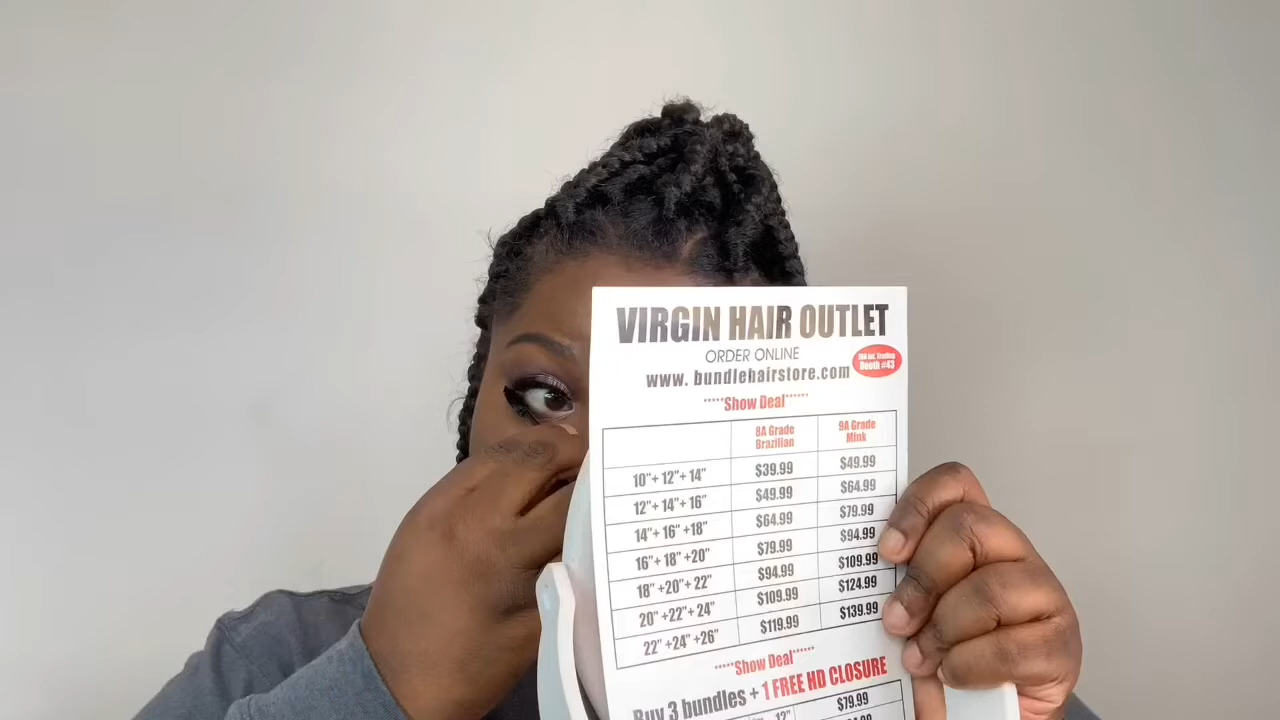 VIRGIN HAIR OUTLET
ORDER ONLINE
www. bundlehairstore.com
Booth #43
*****Show Deal******
8A Grade Brazilian 9A Grade Mink
10"+ 12"+ 14" $39.99 $49.99
12"+ 14"+ 16" $49.99 $64.99
14"+ 16" +18" $64.99 $79.99
16"+ 18" +20" $79.99 $94.99
18" +20"+ 22" $94.99 $109.99
20" +22"+ 24" $109.99 $124.99
22" +24" +26" $119.99 $139.99
*****Show Deal******
Buy 3 bundles + 1 FREE HD CLOSURE
12" $79.99